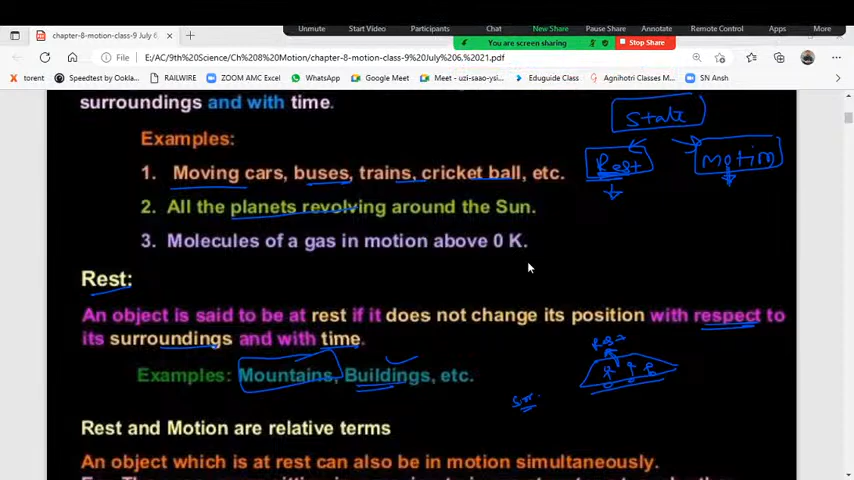 Unmute Start Video Participants Chat New Share Pause Share Annotate Remote Control Apps More
chapter-8-motion-class-9 July 6
You are screen sharing Stop Share
File E:/AC/9th%20Science/Ch%208%20Motion/chapter-8-motion-class-9%20July%206,%2021.pdf
torent Speedtest by Ookla... RAILWIRE ZOOM AMC Excel WhatsApp Google Meet Meet - uzi-saao-ysi... Eduguide Class Agnihotri Classes M... SN Ansh
surroundings and with time.
State
Examples:
Rest Motion
1. Moving cars, buses, trains, cricket ball, etc.
2. All the planets revolving around the Sun.
3. Molecules of a gas in motion above 0 K.
Rest:
An object is said to be at rest if it does not change its position with respect to
its surroundings and with time.
Rest
Examples: Mountains, Buildings, etc.
Rest and Motion are relative terms
An object which is at rest can also be in motion simultaneously.